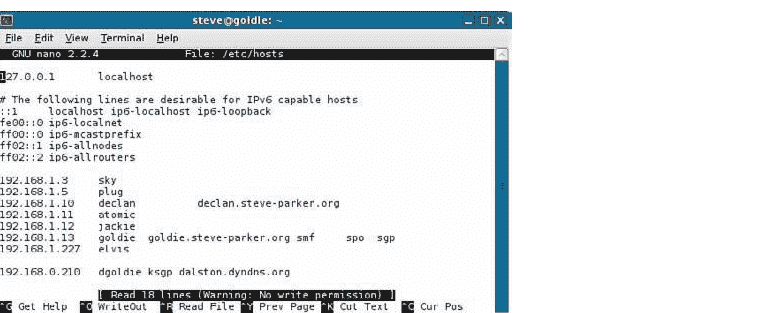 steve@goldie: ~
File Edit View Terminal Help
GNU nano 2.2.4 File: /etc/hosts
127.0.0.1 localhost
# The following lines are desirable for IPv6 capable hosts
::1 localhost ip6-localhost ip6-loopback
fe00::0 ip6-localnet
ff00::0 ip6-mcastprefix
ff02::1 ip6-allnodes
ff02::2 ip6-allrouters
192.168.1.3 sky
192.168.1.5 plug
192.168.1.10 declan declan.steve-parker.org
192.168.1.11 atomic
192.168.1.12 jackie
192.168.1.13 goldie goldie.steve-parker.org smf spo sgp
192.168.1.227 elvis
192.168.0.210 dgoldie ksgp dalston.dyndns.org
[ Read 18 lines (Warning: No write permission) ]
^G Get Help ^O WriteOut ^R Read File ^Y Prev Page ^K Cut Text ^C Cur Pos